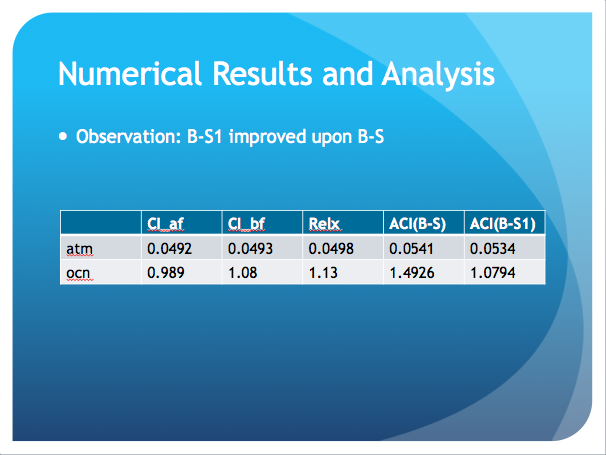 Numerical Results and Analysis
• Observation: B-S1 improved upon B-S
CI_af CI_bf Relx ACI(B-S) ACI(B-S1)
atm 0.0492 0.0493 0.0498 0.0541 0.0534
ocn 0.989 1.08 1.13 1.4926 1.0794